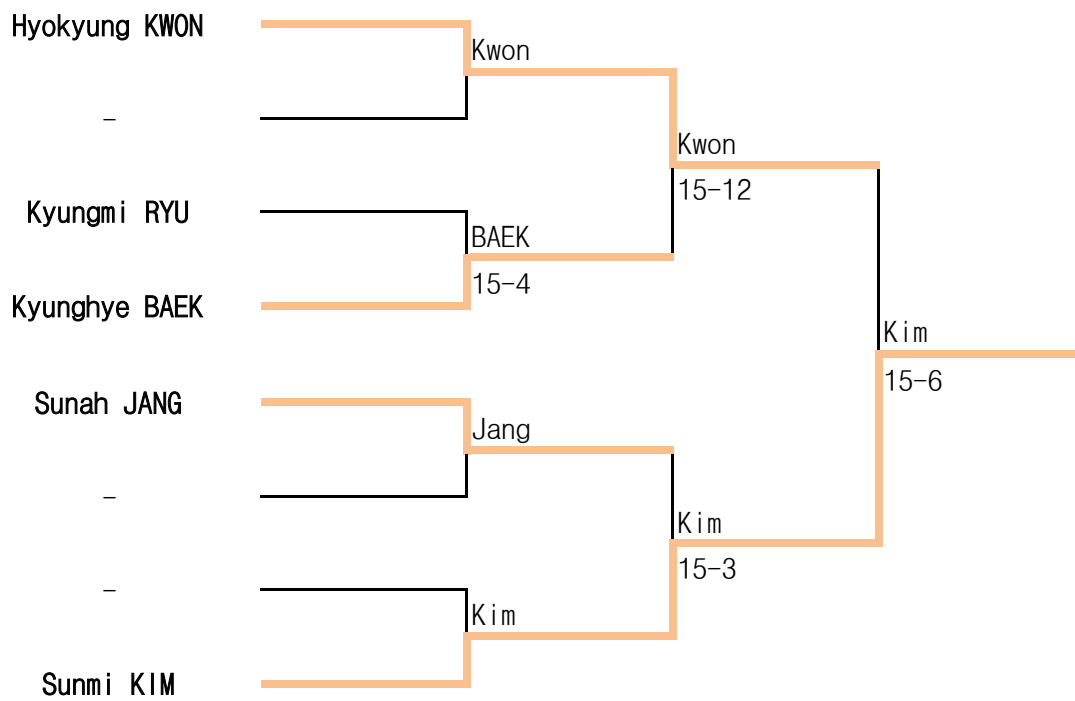 Hyokyung KWON
Kwon
-
Kwon
15-12
Kyungmi RYU
BAEK
15-4
Kyunghye BAEK
Kim
15-6
Sunah JANG
Jang
-
Kim
15-3
-
Kim
Sunmi KIM